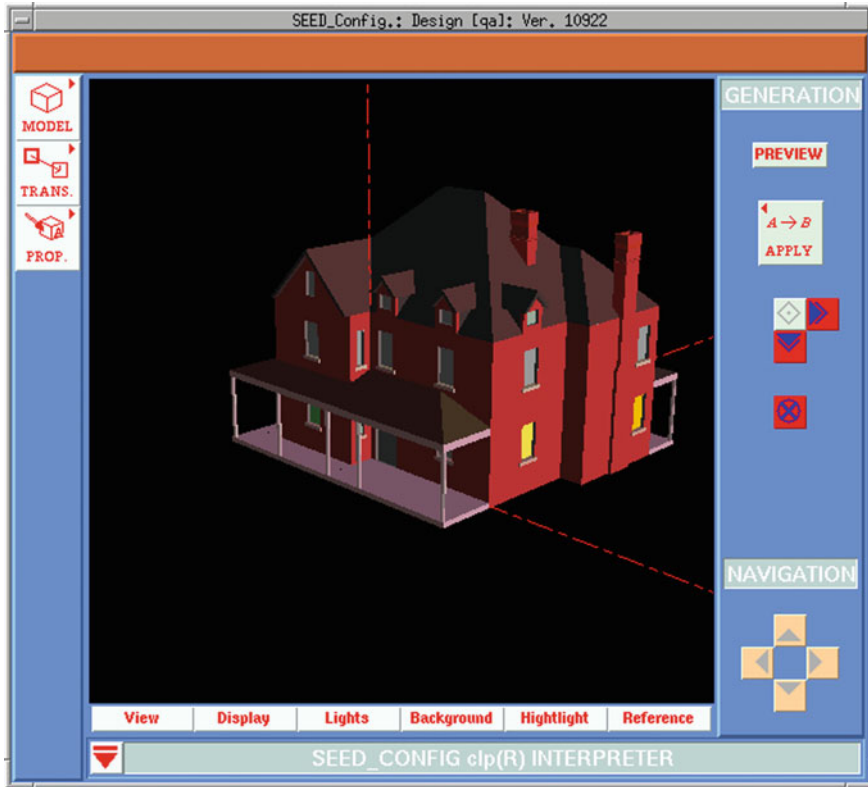 SEED_Config.: Design [qa]: Ver. 10922
MODEL
TRANS.
A
PROP.
GENERATION
PREVIEW
A → B
APPLY
NAVIGATION
View Display Lights Background Hightlight Reference
SEED_CONFIG clp(R) INTERPRETER